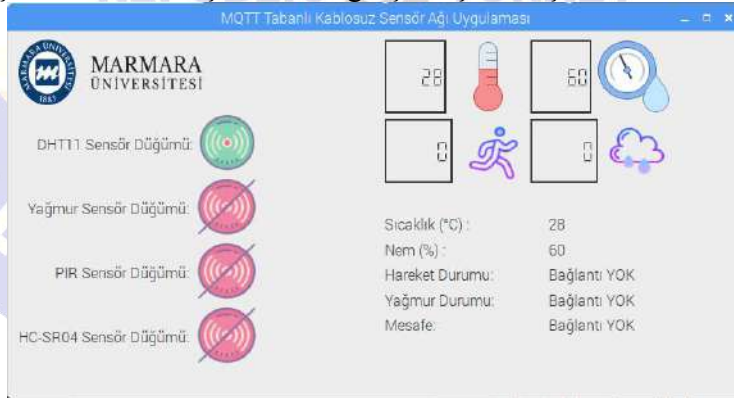 MQTT Tabanlı Kablosuz Sensör Ağı Uygulaması
MARMARA
ÜNİVERSİTESİ
1883
28
60
0
0
DHT11 Sensör Düğümü:
Yağmur Sensör Düğümü:
PIR Sensör Düğümü:
HC-SR04 Sensör Düğümü:
Sıcaklık (°C) : 28
Nem (%) : 60
Hareket Durumu: Bağlantı YOK
Yağmur Durumu: Bağlantı YOK
Mesafe: Bağlantı YOK